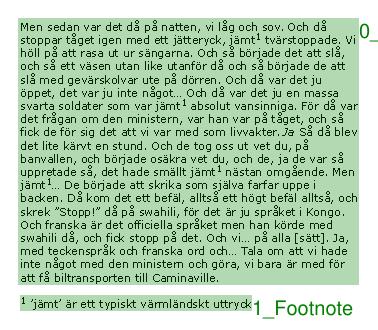 Men sedan var det då på natten, vi låg och sov. Och då
stoppar tåget igen med ett jätteryck, jämt¹ tvärstoppade. Vi
höll på att rasa ut ur sängarna. Och så började det att slå,
och så ett väsen utan like utanför då och så började de att
slå med gevärskolvar ute på dörren. Och då var det ju
öppet, det var ju inte något... Och då var det ju en massa
svarta soldater som var jämt¹ absolut vansinniga. För då var
det frågan om den ministern, var han var på tåget, och så
fick de för sig det att vi var med som livvakter.Ja Så då blev
det lite kärvt en stund. Och de tog oss ut vet du, på
banvallen, och började osäkra vet du, och de, ja de var så
uppretade så, det hade smällt jämt¹ nästan omgående. Men
jämt¹... De började att skrika som själva farfar uppe i
backen. Då kom det ett befäl, alltså ett högt befäl alltså, och
skrek "Stopp!" då på swahili, för det är ju språket i Kongo.
Och franska är det officiella språket men han körde med
swahili då, och fick stopp på det. Och vi... på alla [sätt]. Ja,
med teckenspråk och franska ord och... Tala om att vi hade
inte något med den ministern och göra, vi bara är med för
att få biltransporten till Caminaville.
0_
¹ 'jämt' är ett typiskt värmländskt uttryck
1_Footnote